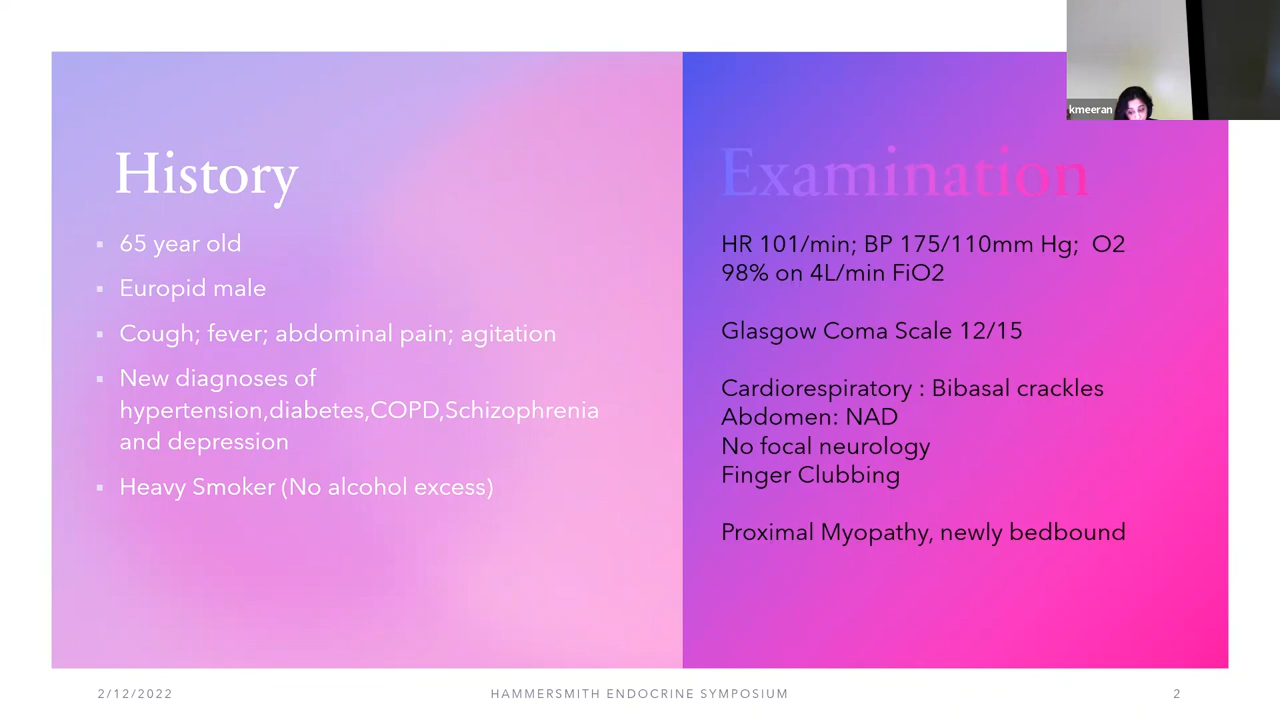 kmeeran
History
65 year old
Europid male
Cough; fever; abdominal pain; agitation
New diagnoses of
hypertension,diabetes,COPD,Schizophrenia
and depression
Heavy Smoker (No alcohol excess)
Examination
HR 101/min; BP 175/110mm Hg;  O2
98% on 4L/min FiO2
Glasgow Coma Scale 12/15
Cardiorespiratory : Bibasal crackles
Abdomen: NAD
No focal neurology
Finger Clubbing
Proximal Myopathy, newly bedbound
2/12/2022
HAMMERSMITH ENDOCRINE SYMPOSIUM
2